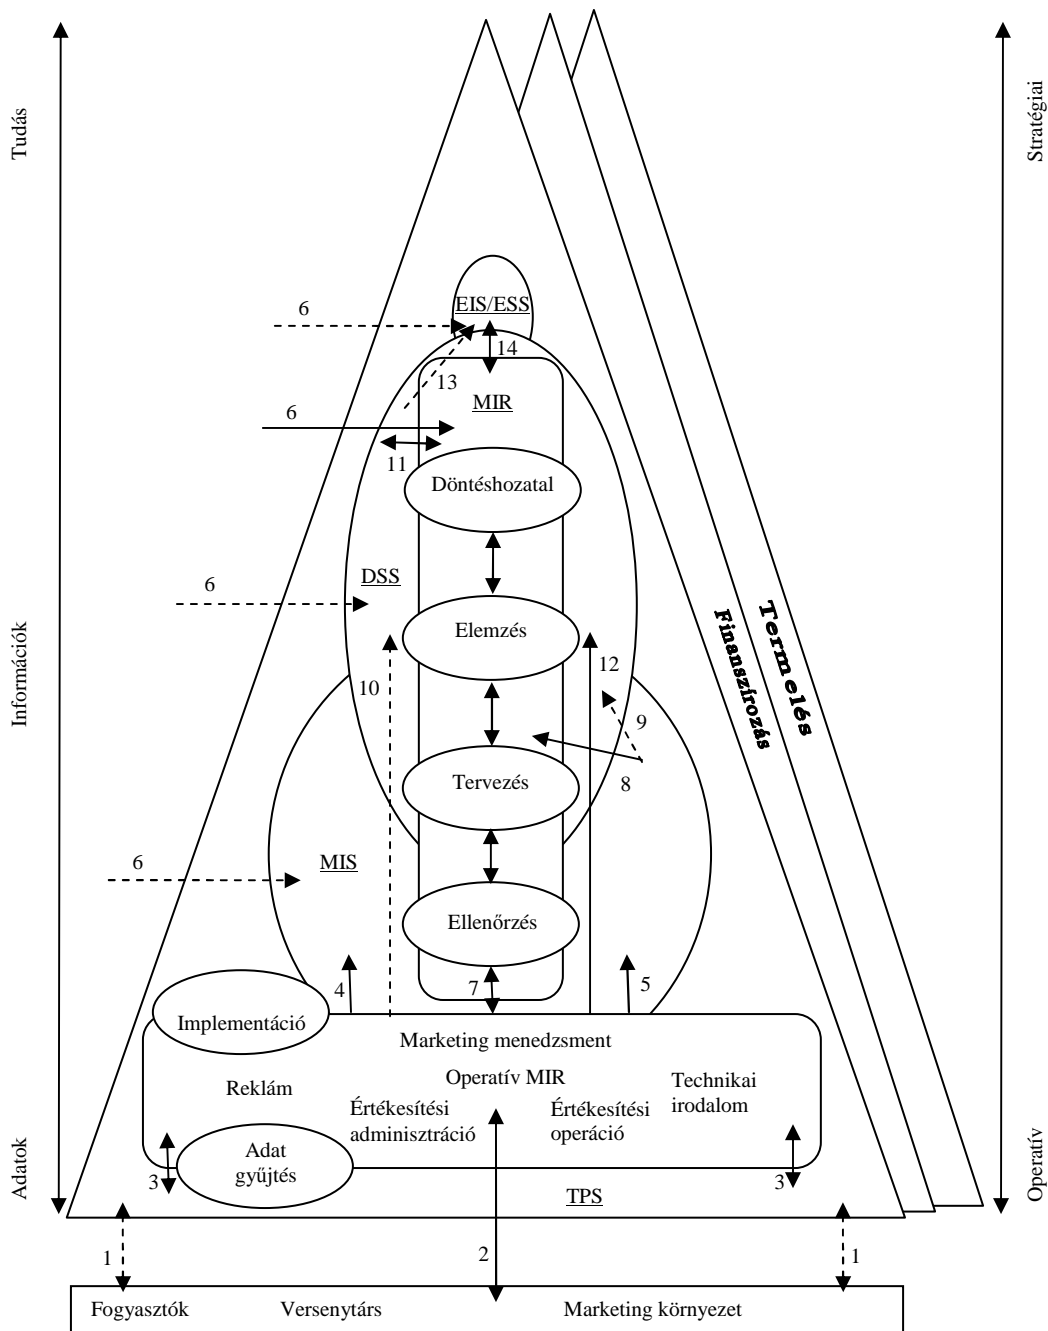 Tudás
Stratégiai
EIS/ESS
6
14
13
MIR
6
11
Döntéshozatal
DSS
6
Elemzés
Finanszírozás
Termelés
Információk
10
12
9
8
Tervezés
MIS
6
Ellenőrzés
4
7
5
Implementáció
Marketing menedzsment
Operatív MIR
Reklám
Technikai
irodalom
Értékesítési
adminisztráció
Értékesítési
operáció
Adat
gyűjtés
3
3
Adatok
Operatív
TPS
1
2
1
Fogyasztók
Versenytárs
Marketing környezet